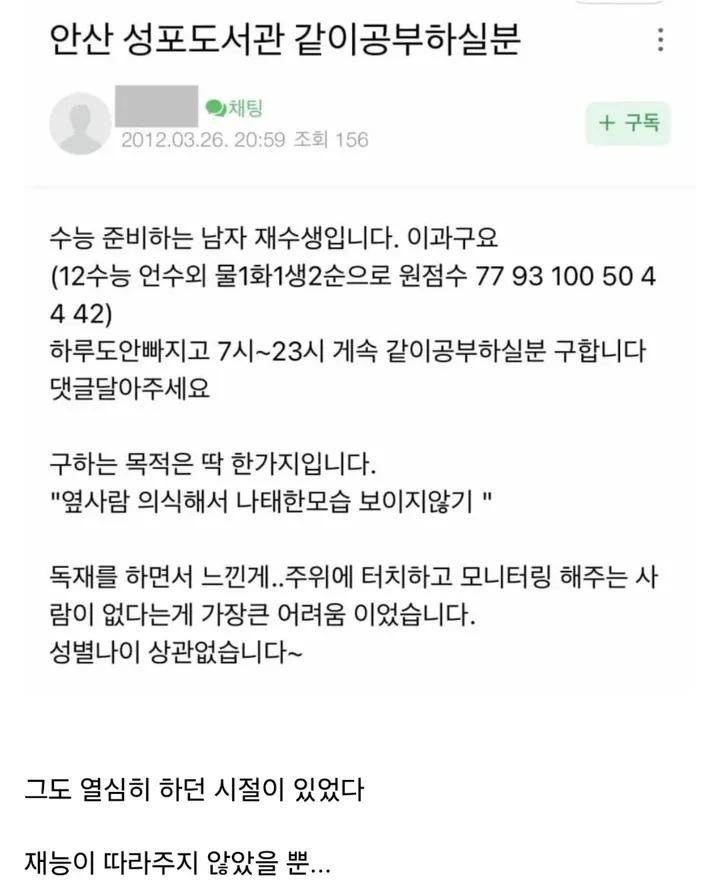 안산 성포도서관 같이공부하실분
채팅
2012.03.26. 20:59 조회 156
+ 구독
수능 준비하는 남자 재수생입니다. 이과구요
(12수능 언수외 물1화1생2순으로 원점수 77 93 100 50 4
4 42)
하루도안빠지고 7시~23시 게속 같이공부하실분 구합니다
댓글달아주세요
구하는 목적은 딱 한가지입니다.
"옆사람 의식해서 나태한모습 보이지않기 "
독재를 하면서 느낀게..주위에 터치하고 모니터링 해주는 사
람이 없다는게 가장큰 어려움 이었습니다.
성별나이 상관없습니다~
그도 열심히 하던 시절이 있었다
재능이 따라주지 않았을 뿐...